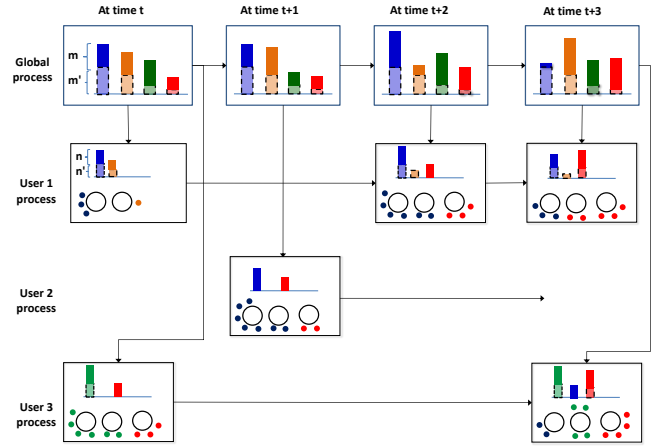 At time t
At time t+1
At time t+2
At time t+3
Global
process
m
m'
User 1
process
n
n'
User 2
process
User 3
process